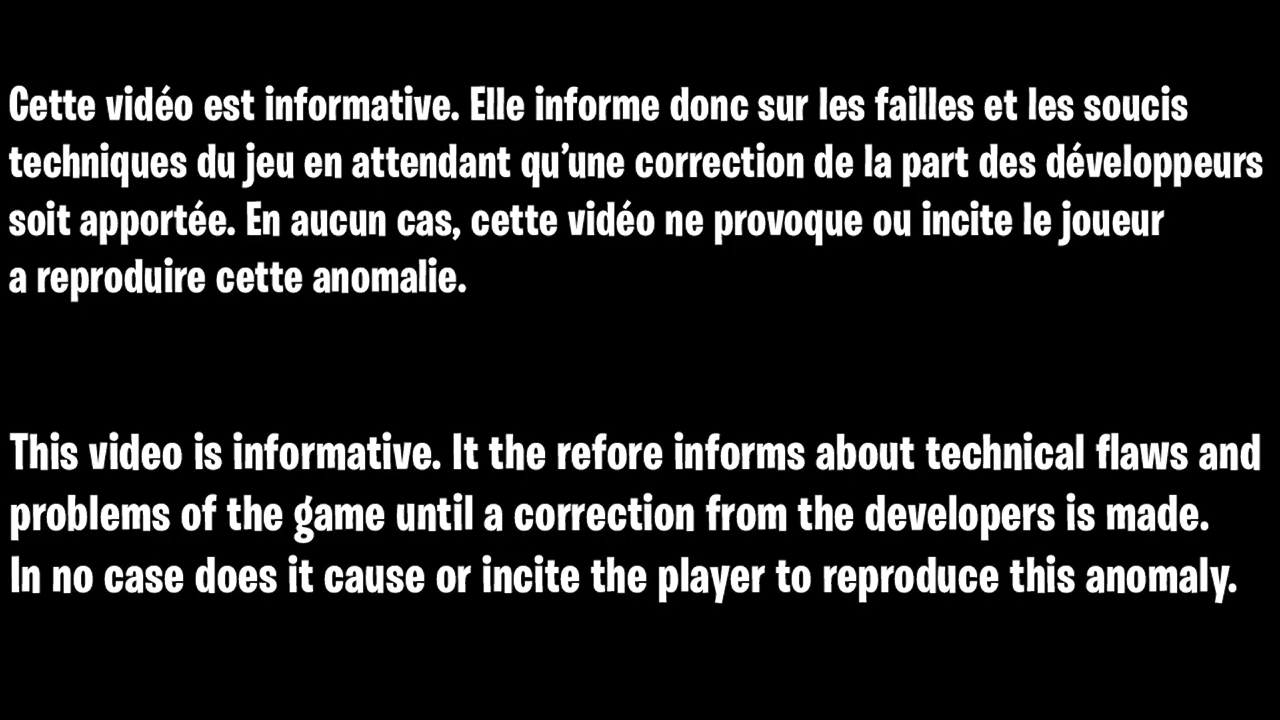 Cette vidéo est informative. Elle informe donc sur les failles et les soucis
techniques du jeu en attendant qu’une correction de la part des développeurs
soit apportée. En aucun cas, cette vidéo ne provoque ou incite le joueur
a reproduire cette anomalie.
This video is informative. It the refore informs about technical flaws and
problems of the game until a correction from the developers is made.
In no case does it cause or incite the player to reproduce this anomaly.